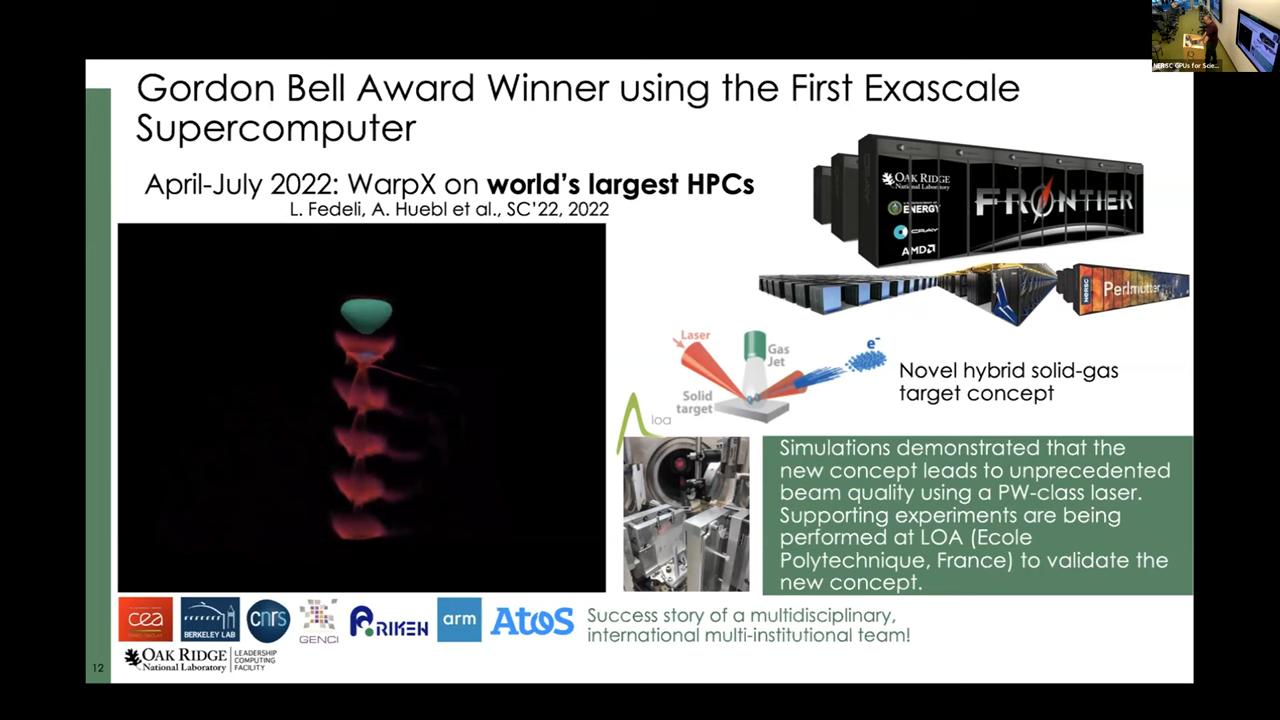 NERSC GPUs for Scie...
Gordon Bell Award Winner using the First Exascale
Supercomputer
April-July 2022: WarpX on world's largest HPCs
L. Fedeli, A. Huebl et al., SC'22, 2022
OAK RIDGE
National Laboratory
ENERGY
CRAY
AMD
FRONTIER
NERSC
Perlmutter
Laser
Gas
Jet
e-
Solid
target
loa
Novel hybrid solid-gas
target concept
Simulations demonstrated that the
new concept leads to unprecedented
beam quality using a PW-class laser.
Supporting experiments are being
performed at LOA (Ecole
Polytechnique, France) to validate the
new concept.
cea
BERKELEY LAB
cnrs
GENCI
RIKEN
arm
Atos
Success story of a multidisciplinary,
international multi-institutional team!
OAK RIDGE
National Laboratory
LEADERSHIP
COMPUTING
FACILITY
12